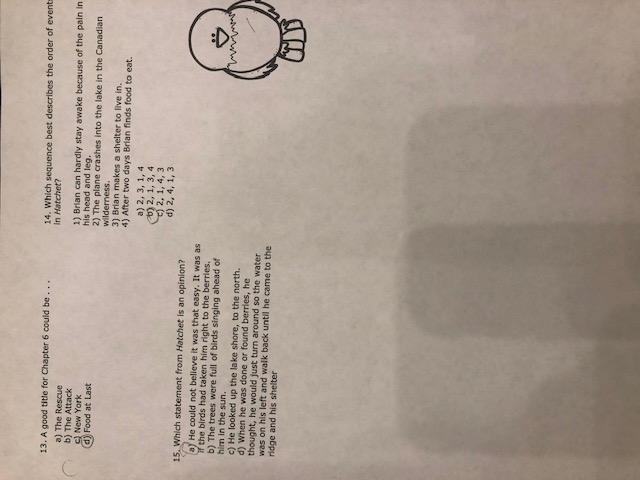 13. A good title for Chapter 6 could be . . .
a) The Rescue
b) The Attack
c) New York
d) Food at Last
14. Which sequence best describes the order of events
in Hatchet?
1) Brian can hardly stay awake because of the pain in
his head and leg.
2) The plane crashes into the lake in the Canadian
wilderness.
3) Brian makes a shelter to live in.
4) After two days Brian finds food to eat.
a) 2, 3, 1, 4
b) 2, 1, 3, 4
c) 2, 1, 4, 3
d) 2, 4, 1, 3
15. Which statement from Hatchet is an opinion?
a) He could not believe it was that easy. It was as
if the birds had taken him right to the berries.
b) The trees were full of birds singing ahead of
him in the sun.
c) He looked up the lake shore, to the north.
d) When he was done or found berries, he
thought, he would just turn around so the water
was on his left and walk back until he came to the
ridge and his shelter